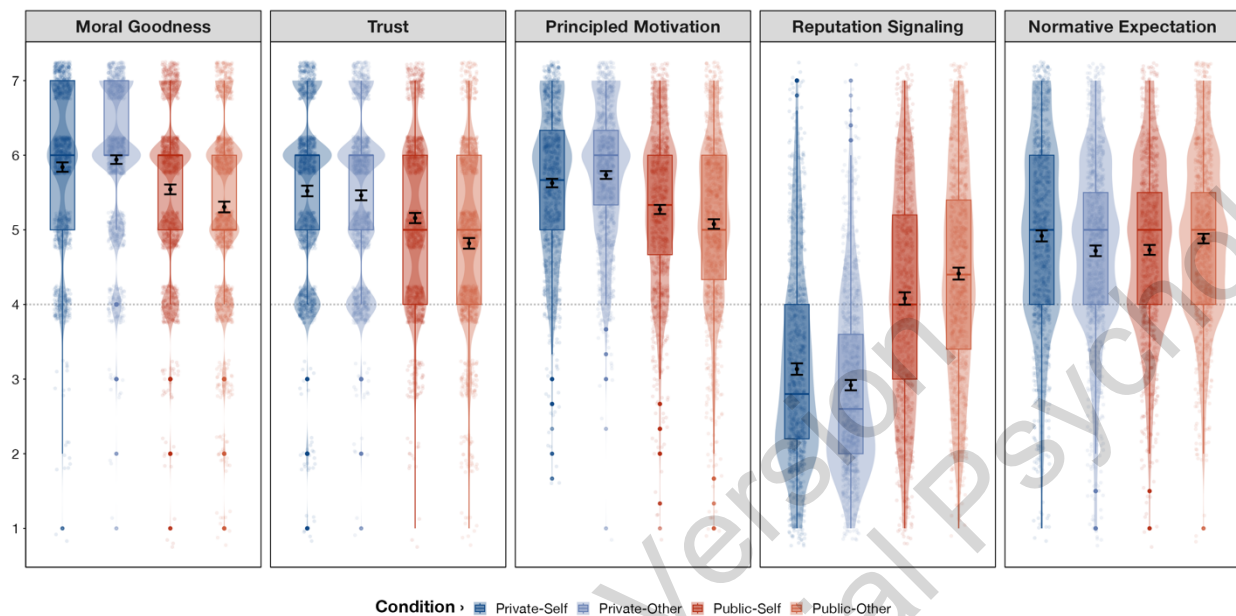 Moral Goodness
Trust
Principled Motivation
Reputation Signaling
Normative Expectation
7
6
5
4
3
2
1
Version
Condition › Private-Self Private-Other Public-Self Public-Other